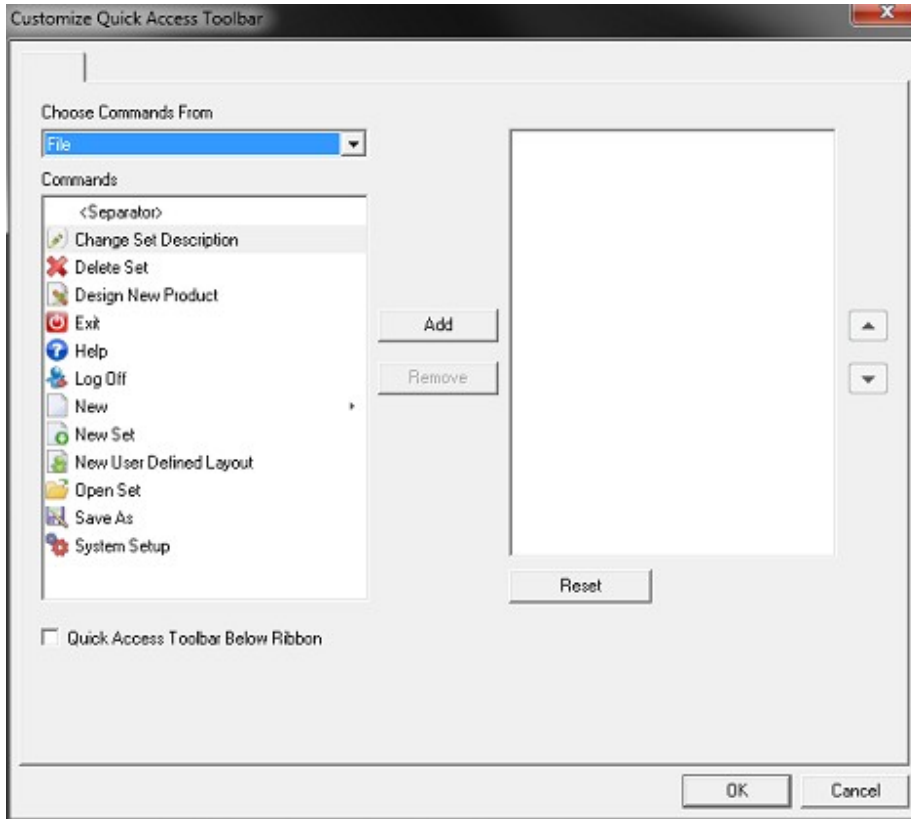 Customize Quick Access Toolbar
Choose Commands From
File
Commands
<Separator>
Change Set Description
Delete Set
Design New Product
Exit
Help
Log Off
New
New Set
New User Defined Layout
Open Set
Save As
System Setup
Add
Remove
Reset
Quick Access Toolbar Below Ribbon
OK
Cancel